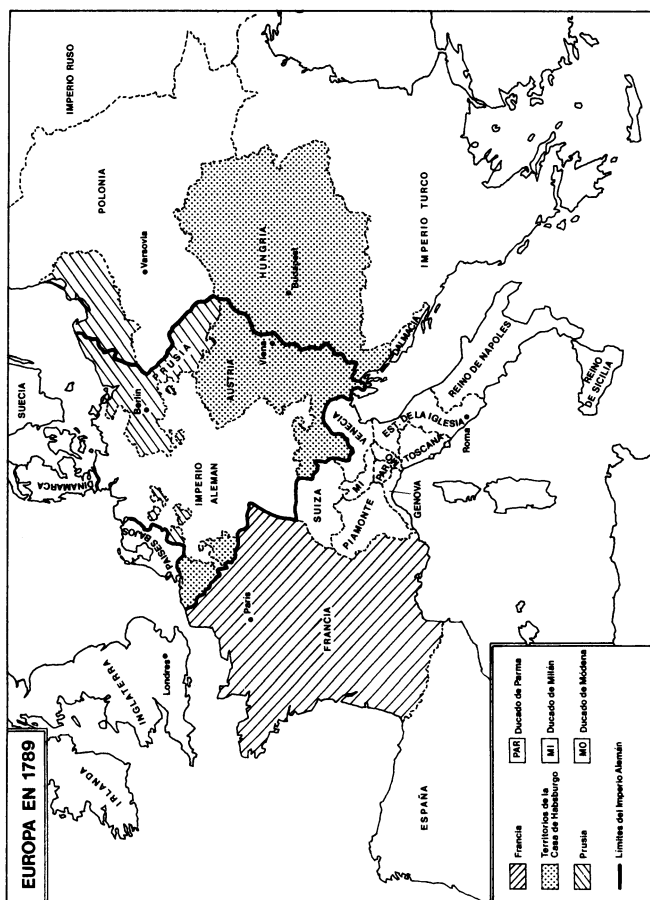 EUROPA EN 1789
IRLANDA
INGLATERRA
Londres
DINAMARCA
SUECIA
PAISES BAJOS
IMPERIO
ALEMAN
Berlín
PRUSIA
POLONIA
Varsovia
IMPERIO RUSO
Paris
FRANCIA
SUIZA
AUSTRIA
Viena
HUNGRIA
Budapest
PIAMONTE
MI
VENECIA
PAR
MO
GENOVA
TOSCANA
EST. DE LA IGLESIA
Roma
DALMACIA
IMPERIO TURCO
REINO DE NAPOLES
REINO
DE SICILIA
ESPAÑA
Francia
Territorios de la
Casa de Habsburgo
Prusia
PAR Ducado de Parma
MI Ducado de Milán
MO Ducado de Módena
Límites del Imperio Alemán